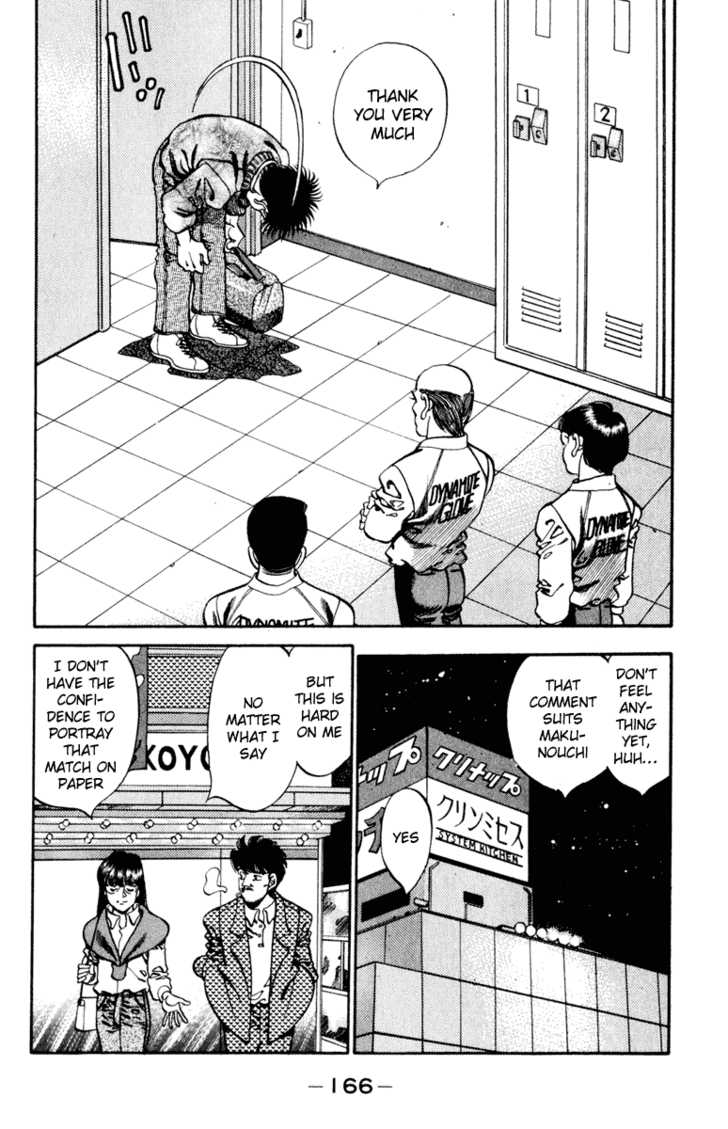 THANK
YOU VERY
MUCH
1
2
DYNAMITE
GLOVE
DYNAMITE
GLOVE
DYNAMITE
DON'T
FEEL
ANY-
THING
YET,
HUH...
THAT
COMMENT
SUITS
MAKU-
NOUCHI
YES
クリナップ
クリンミセス
SYSTEM KITCHEN
ナップ
BUT
THIS IS
HARD
ON ME
NO
MATTER
WHAT I
SAY
I DON'T
HAVE THE
CONFI-
DENCE TO
PORTRAY
THAT
MATCH ON
PAPER
KOYO
—166—